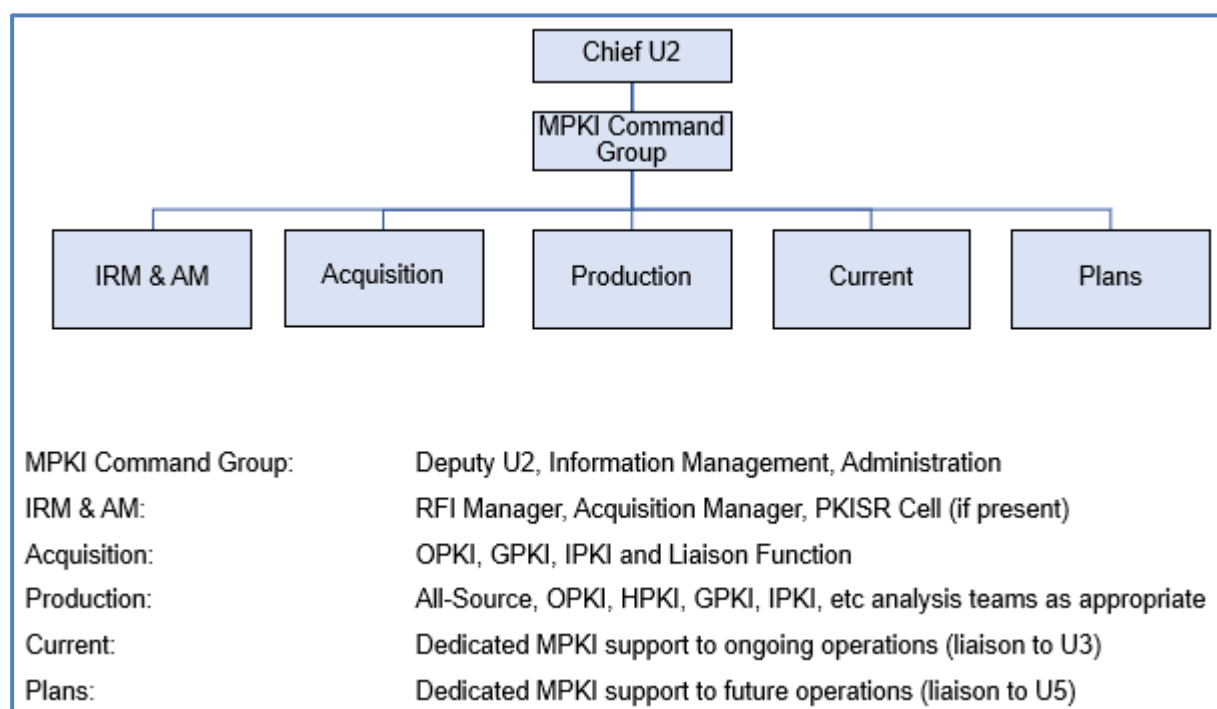 Chief U2
MPKI Command
Group
IRM & AM
Acquisition
Production
Current
Plans
MPKI Command Group: Deputy U2, Information Management, Administration
IRM & AM: RFI Manager, Acquisition Manager, PKISR Cell (if present)
Acquisition: OPKI, GPKI, IPKI and Liaison Function
Production: All-Source, OPKI, HPKI, GPKI, IPKI, etc analysis teams as appropriate
Current: Dedicated MPKI support to ongoing operations (liaison to U3)
Plans: Dedicated MPKI support to future operations (liaison to U5)